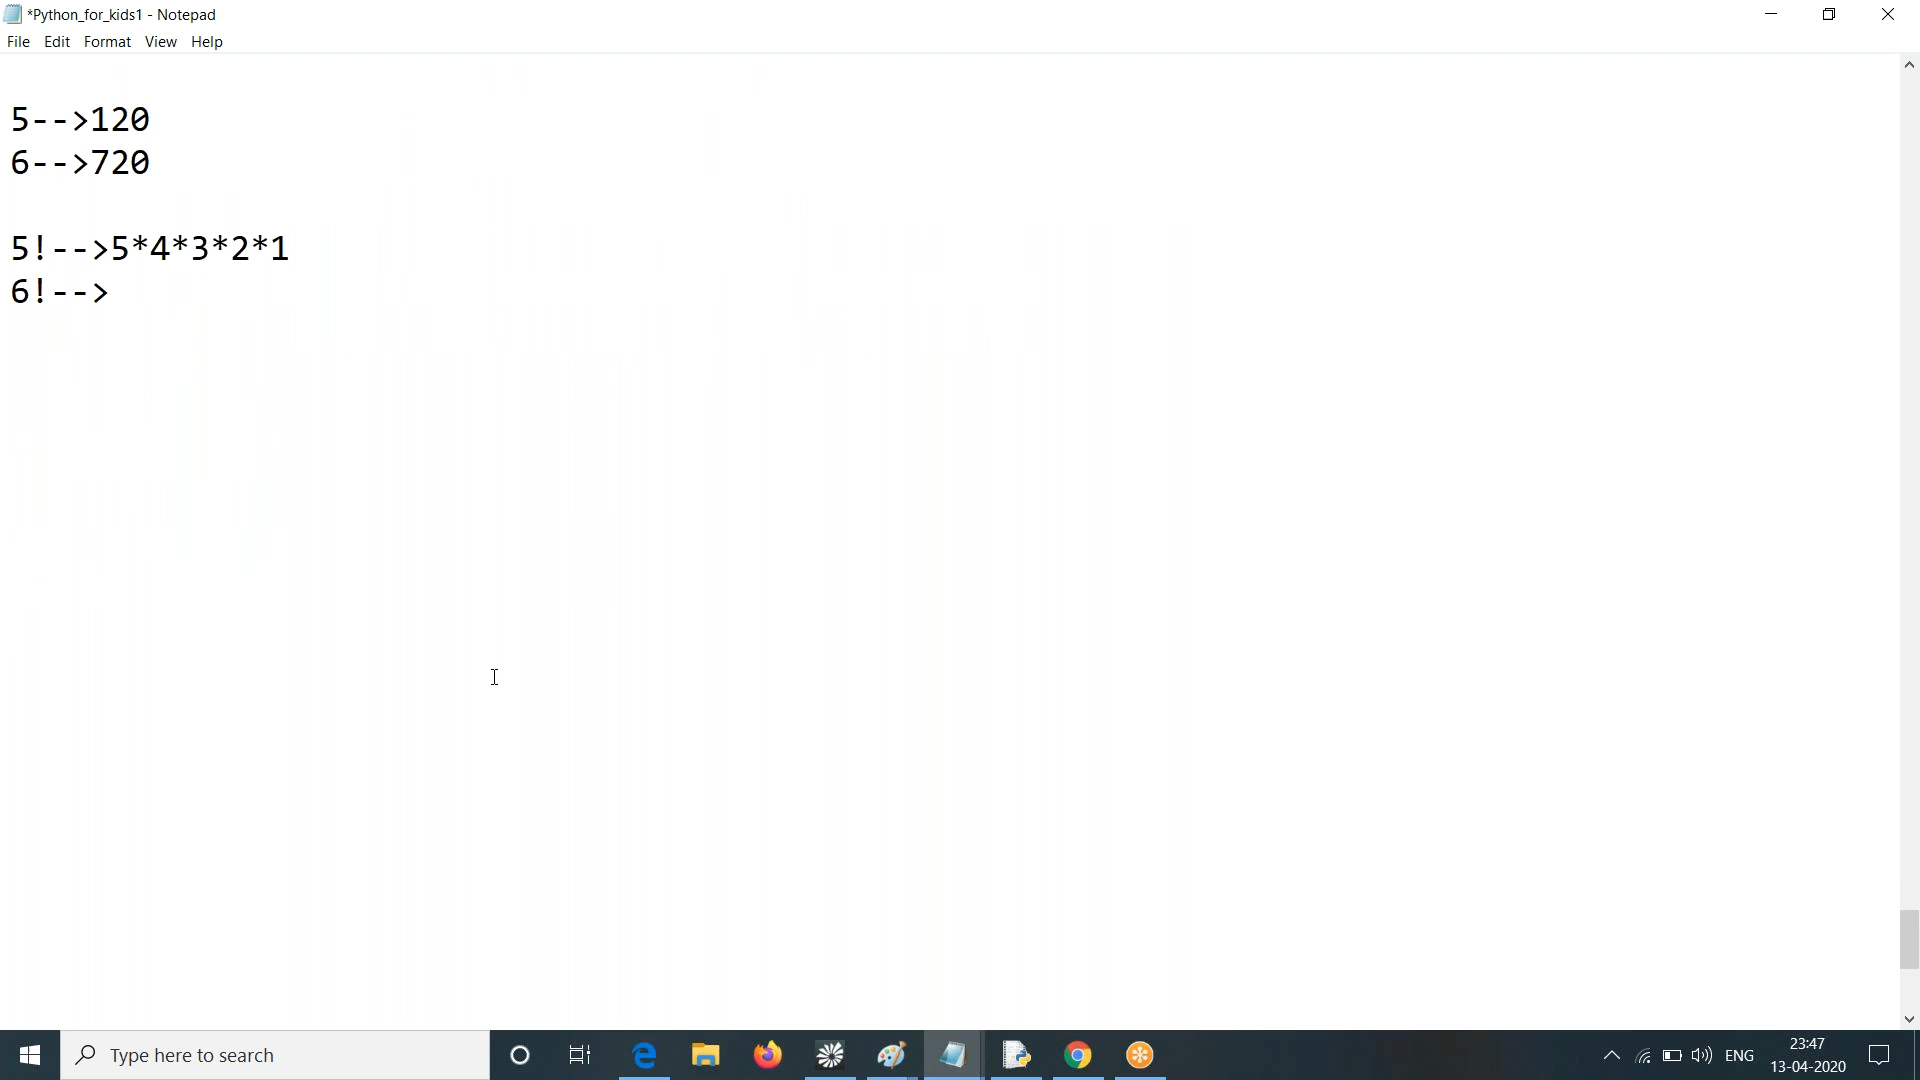 *Python_for_kids1 - Notepad
File Edit Format View Help
5-->120
6-->720
5!-->5*4*3*2*1
6!-->
Type here to search
ENG
23:47
13-04-2020